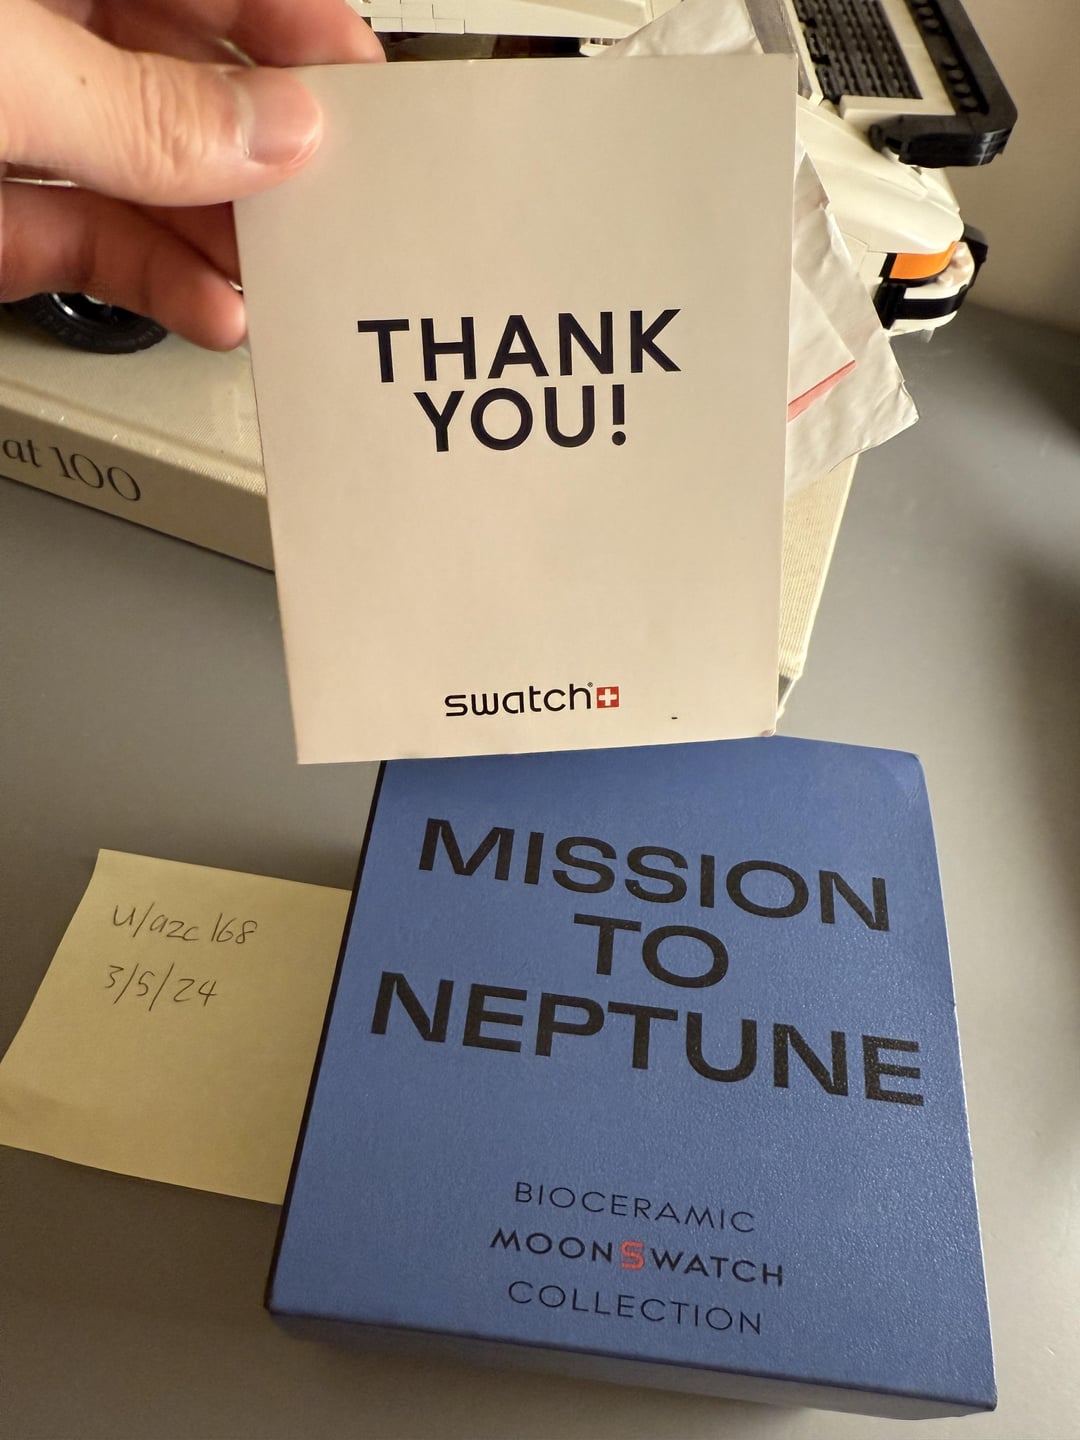 THANK
YOU!
swatch®
at 100
u/azc168
3/5/24
MISSION
TO
NEPTUNE
BIOCERAMIC
MOONSWATCH
COLLECTION